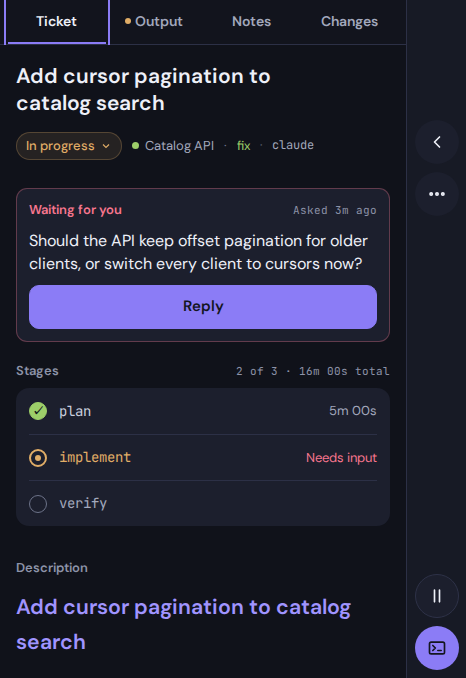 Ticket
Output
Notes
Changes
Add cursor pagination to
catalog search
In progress
Catalog API · fix · claude
Waiting for you
Asked 3m ago
Should the API keep offset pagination for older
clients, or switch every client to cursors now?
Reply
Stages
2 of 3 · 16m 00s total
plan
5m 00s
implement
Needs input
verify
Description
Add cursor pagination to catalog
search